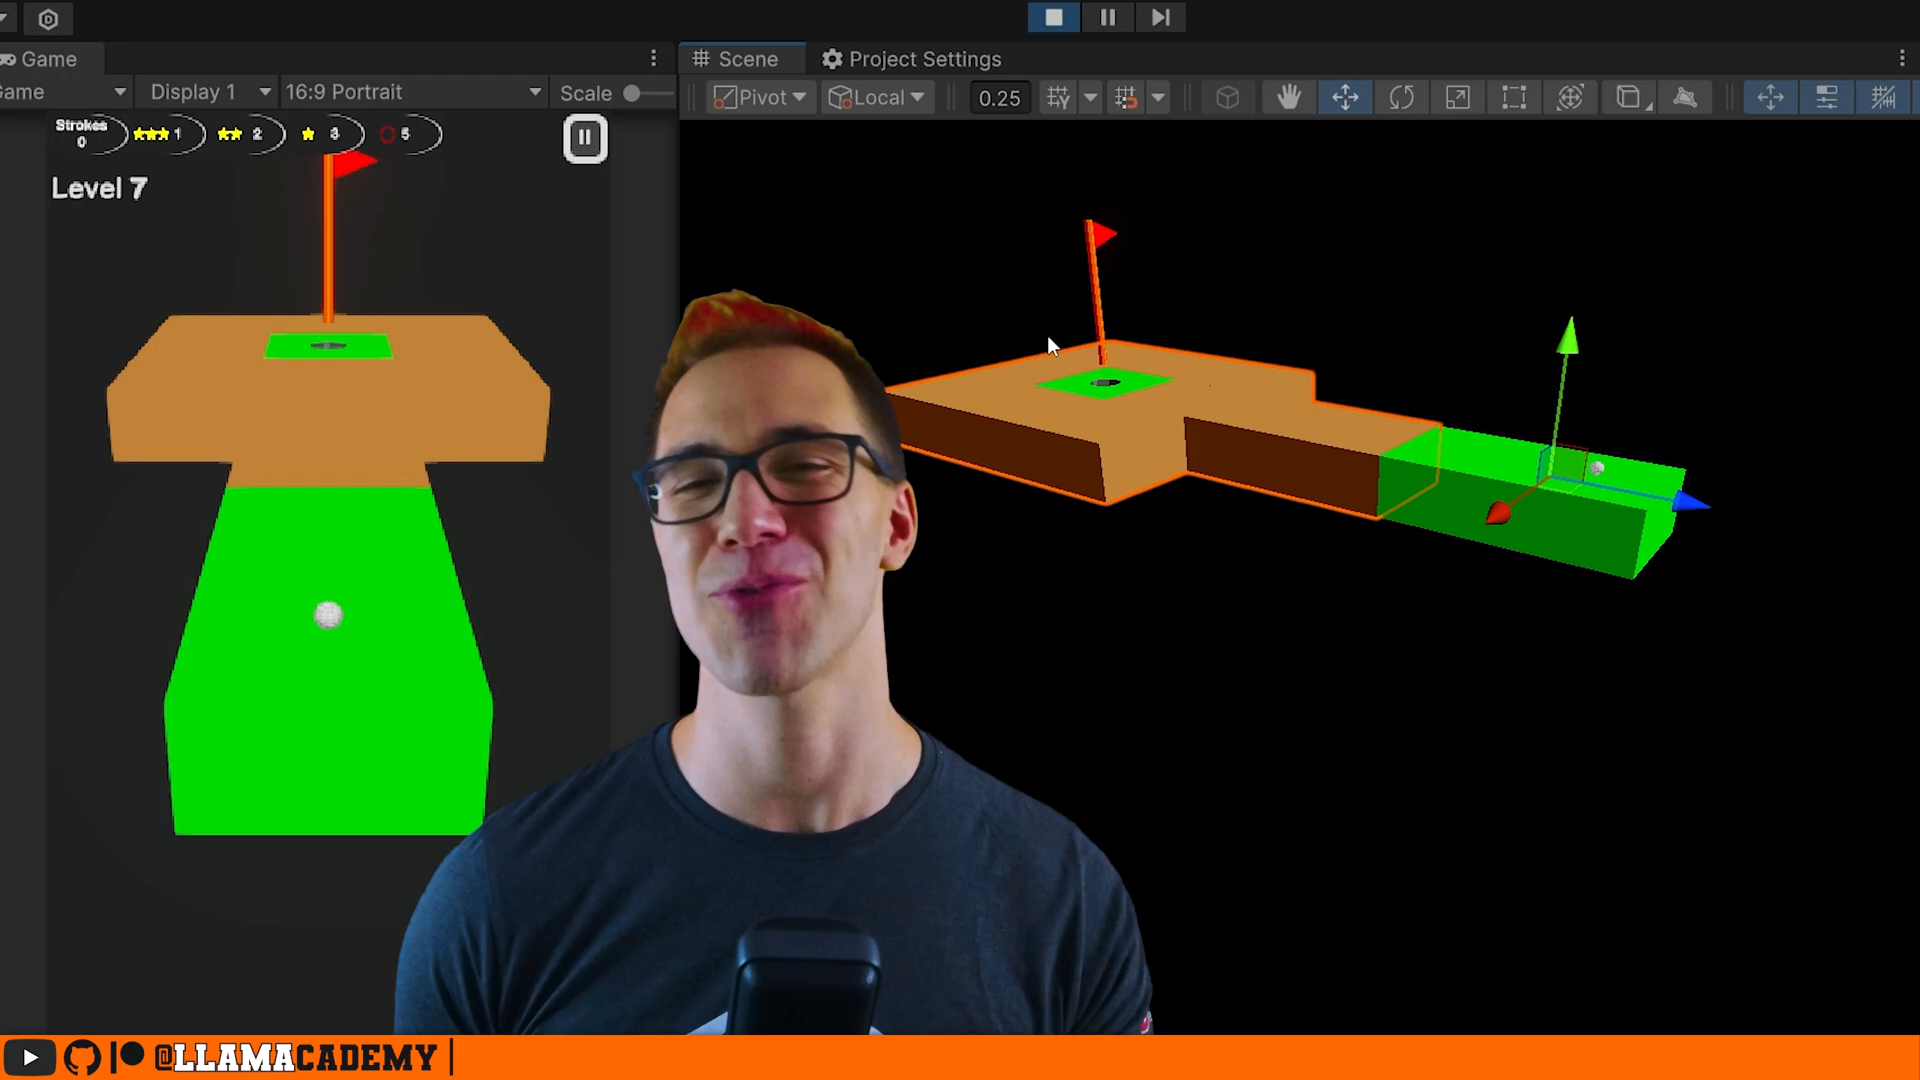 Game
Scene
Project Settings
Game
Display 1
16:9 Portrait
Scale
Pivot
Local
0.25
Strokes
0
1
2
3
5
Level 7
@LLAMACADEMY